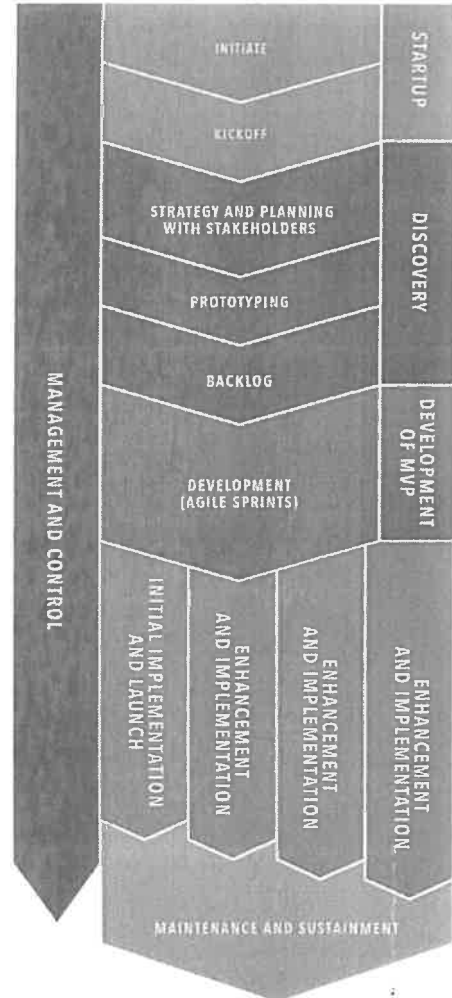 INITIATE
STARTUP
KICKOFF
STRATEGY AND PLANNING
WITH STAKEHOLDERS
DISCOVERY
PROTOTYPING
BACKLOG
MANAGEMENT AND CONTROL
DEVELOPMENT
OF MVP
DEVELOPMENT
(AGILE SPRINTS)
INITIAL IMPLEMENTATION
AND LAUNCH
ENHANCEMENT
AND IMPLEMENTATION
ENHANCEMENT
AND IMPLEMENTATION
ENHANCEMENT
AND IMPLEMENTATION
MAINTENANCE AND SUSTAINMENT